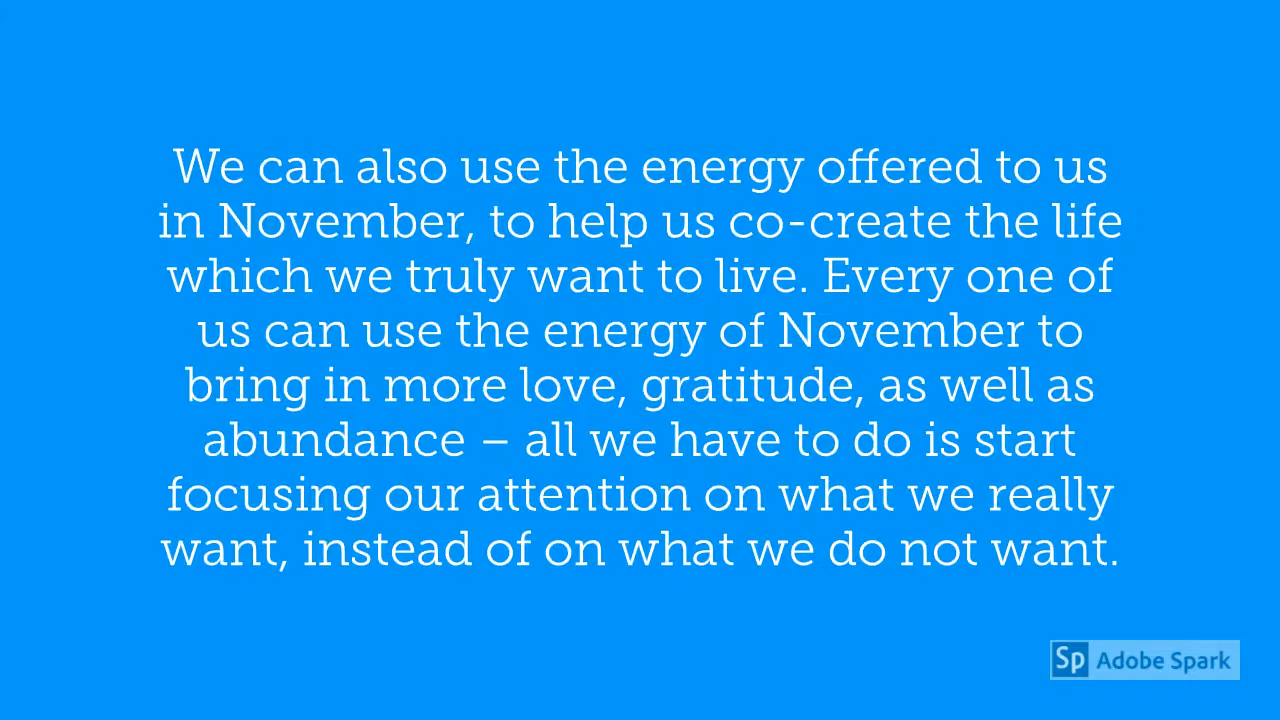 We can also use the energy offered to us
in November, to help us co-create the life
which we truly want to live. Every one of
us can use the energy of November to
bring in more love, gratitude, as well as
abundance – all we have to do is start
focusing our attention on what we really
want, instead of on what we do not want.
Sp Adobe Spark